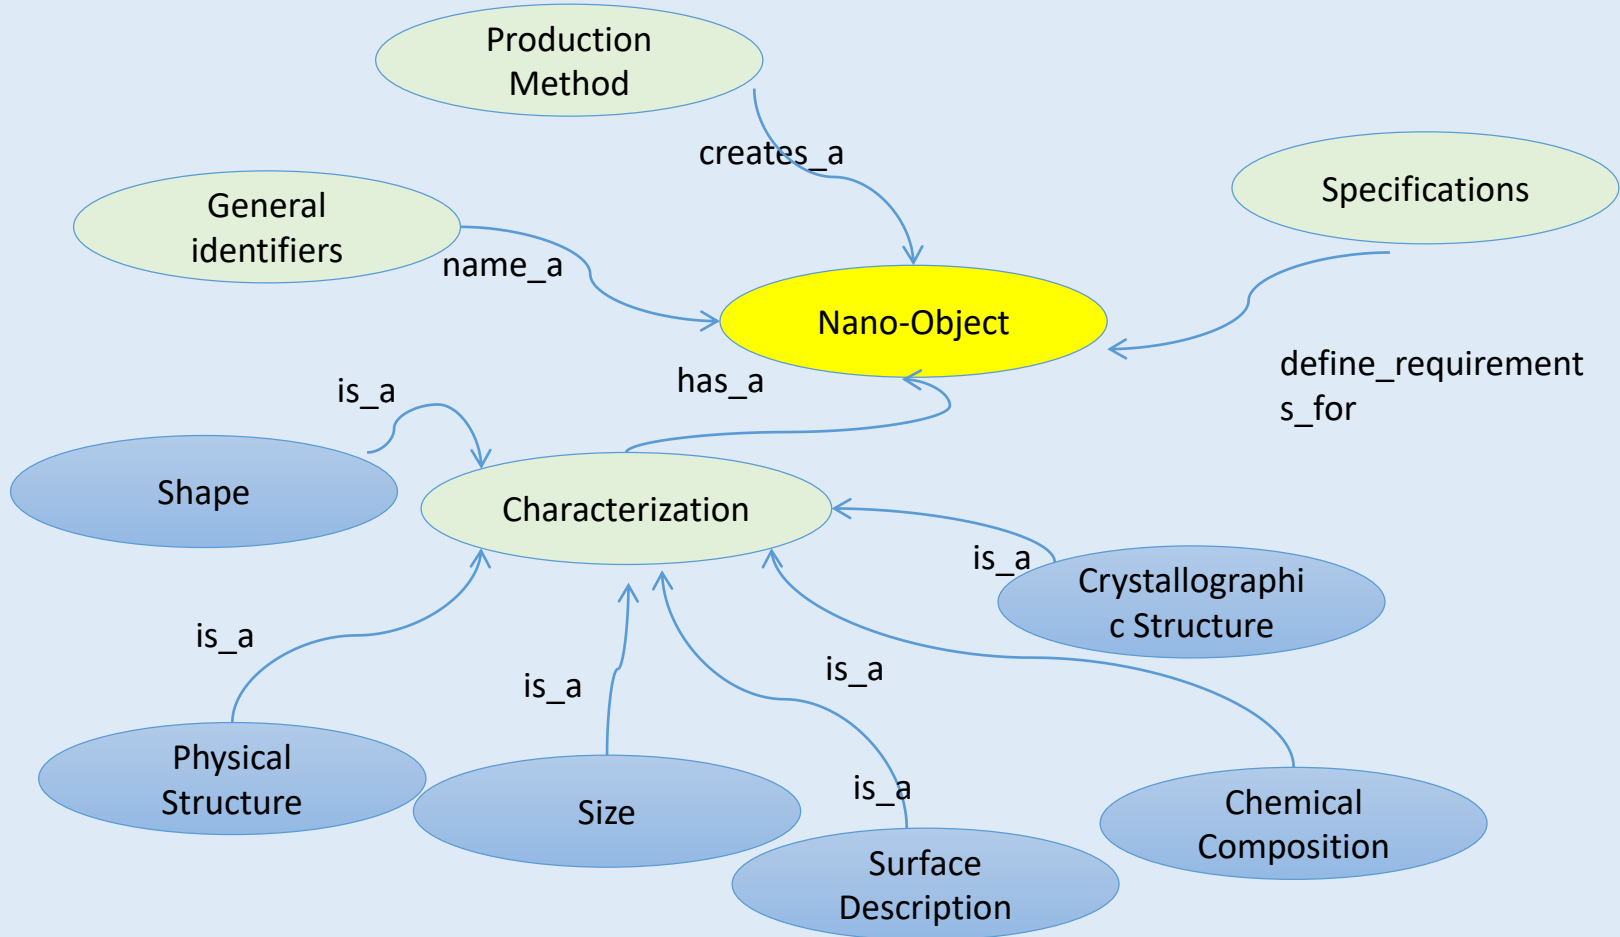 Production
Method
creates_a
Specifications
General
identifiers
name_a
Nano-Object
define_requirement
s_for
has_a
is_a
Shape
Characterization
is_a
Crystallographi
c Structure
is_a
is_a
is_a
Physical
Structure
Size
is_a
Chemical
Composition
Surface
Description